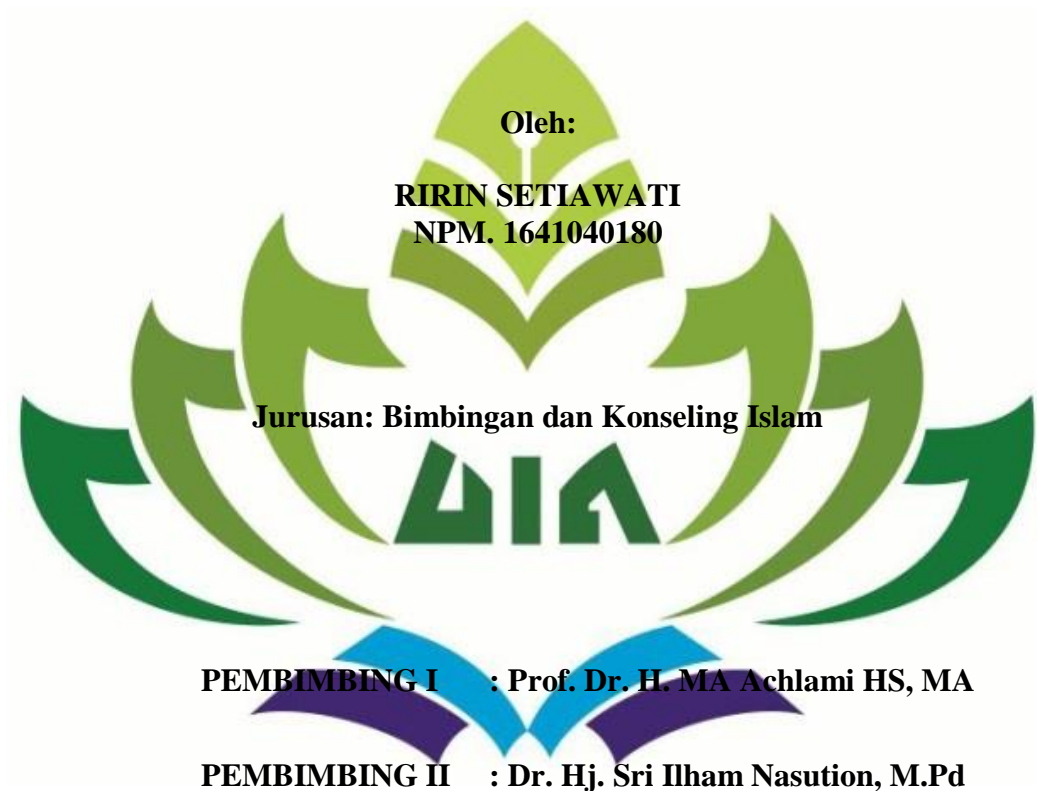 Oleh:
RIRIN SETIAWATI
NPM. 1641040180
Jurusan: Bimbingan dan Konseling Islam
UIN
PEMBIMBING I : Prof. Dr. H. MA Achlami HS, MA
PEMBIMBING II : Dr. Hj. Sri Ilham Nasution, M.Pd